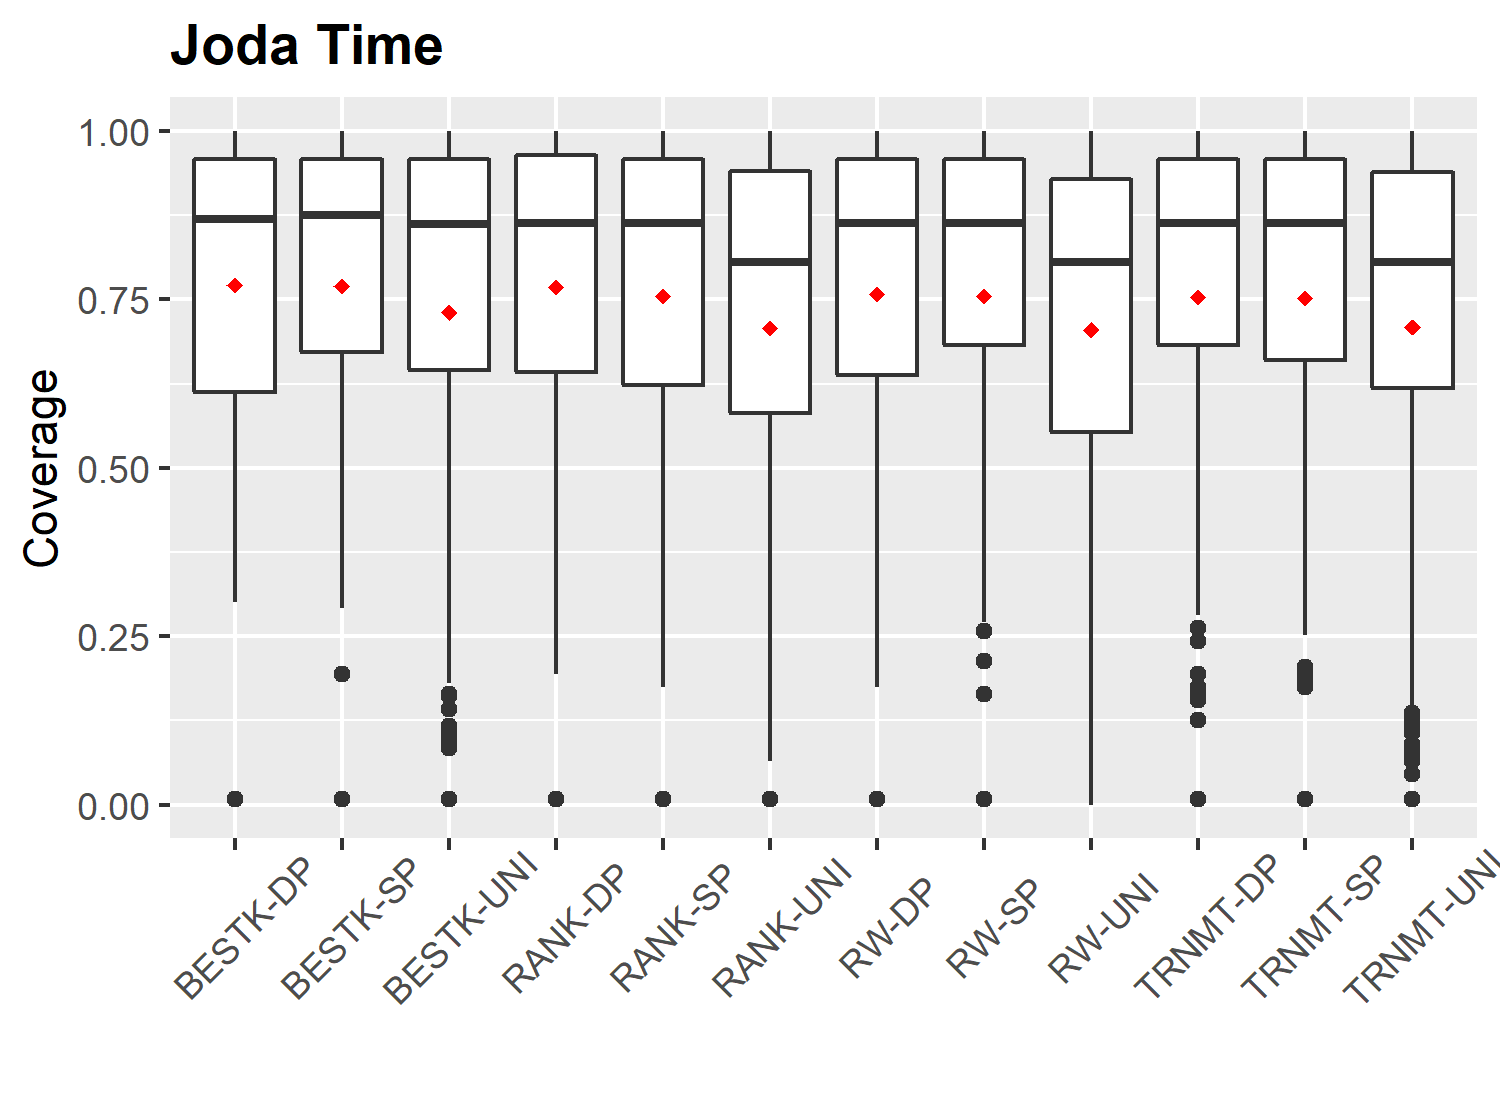 Joda Time
Coverage
1.00
0.75
0.50
0.25
0.00
BESTK-DP
BESTK-SP
BESTK-UNI
RANK-DP
RANK-SP
RANK-UNI
RW-DP
RW-SP
RW-UNI
TRNMT-DP
TRNMT-SP
TRNMT-UNI